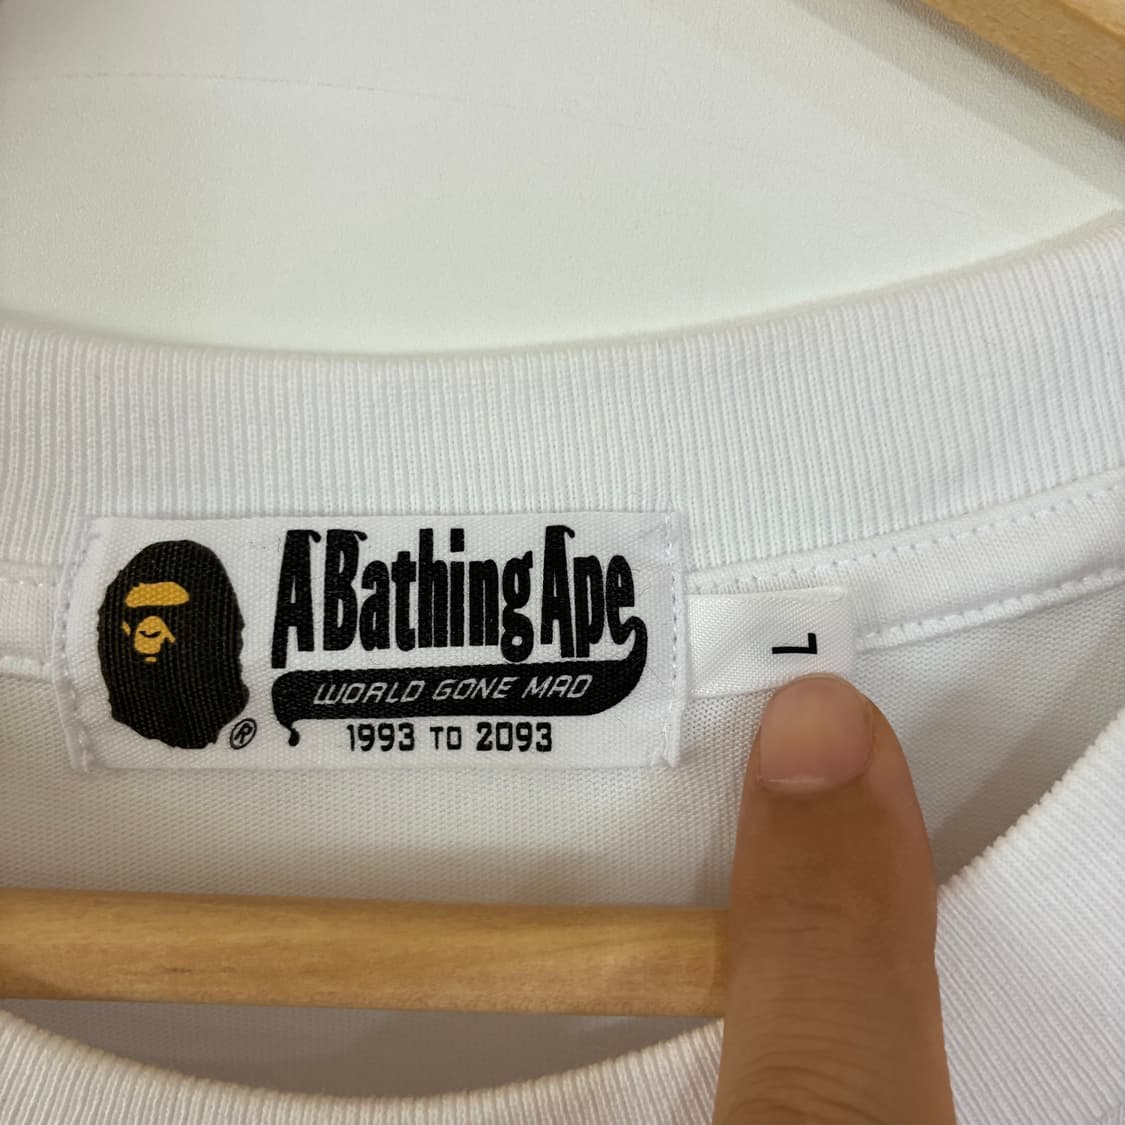 A Bathing Ape
WORLD GONE MAD
1993 TO 2093
®
L